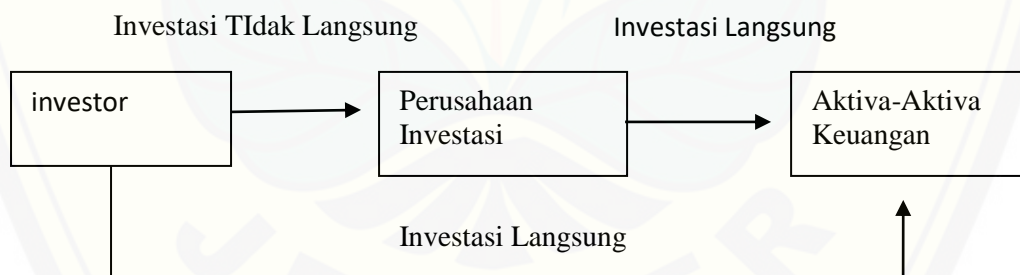 Investasi TIdak Langsung
Investasi Langsung
investor
Perusahaan
Investasi
Aktiva-Aktiva
Keuangan
Investasi Langsung